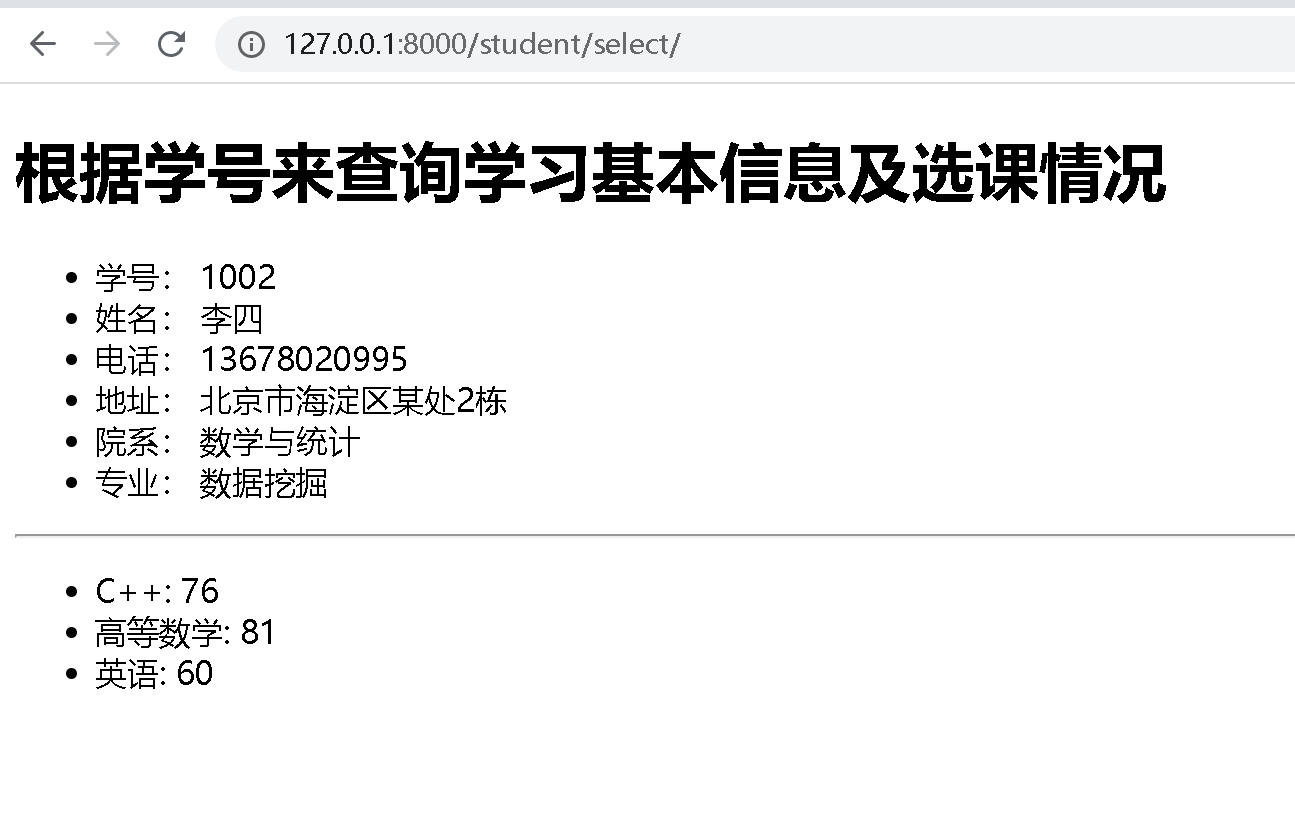 127.0.0.1:8000/student/select/
根据学号来查询学习基本信息及选课情况
学号： 1002
姓名： 李四
电话： 13678020995
地址： 北京市海淀区某处2栋
院系： 数学与统计
专业： 数据挖掘
C++: 76
高等数学: 81
英语: 60